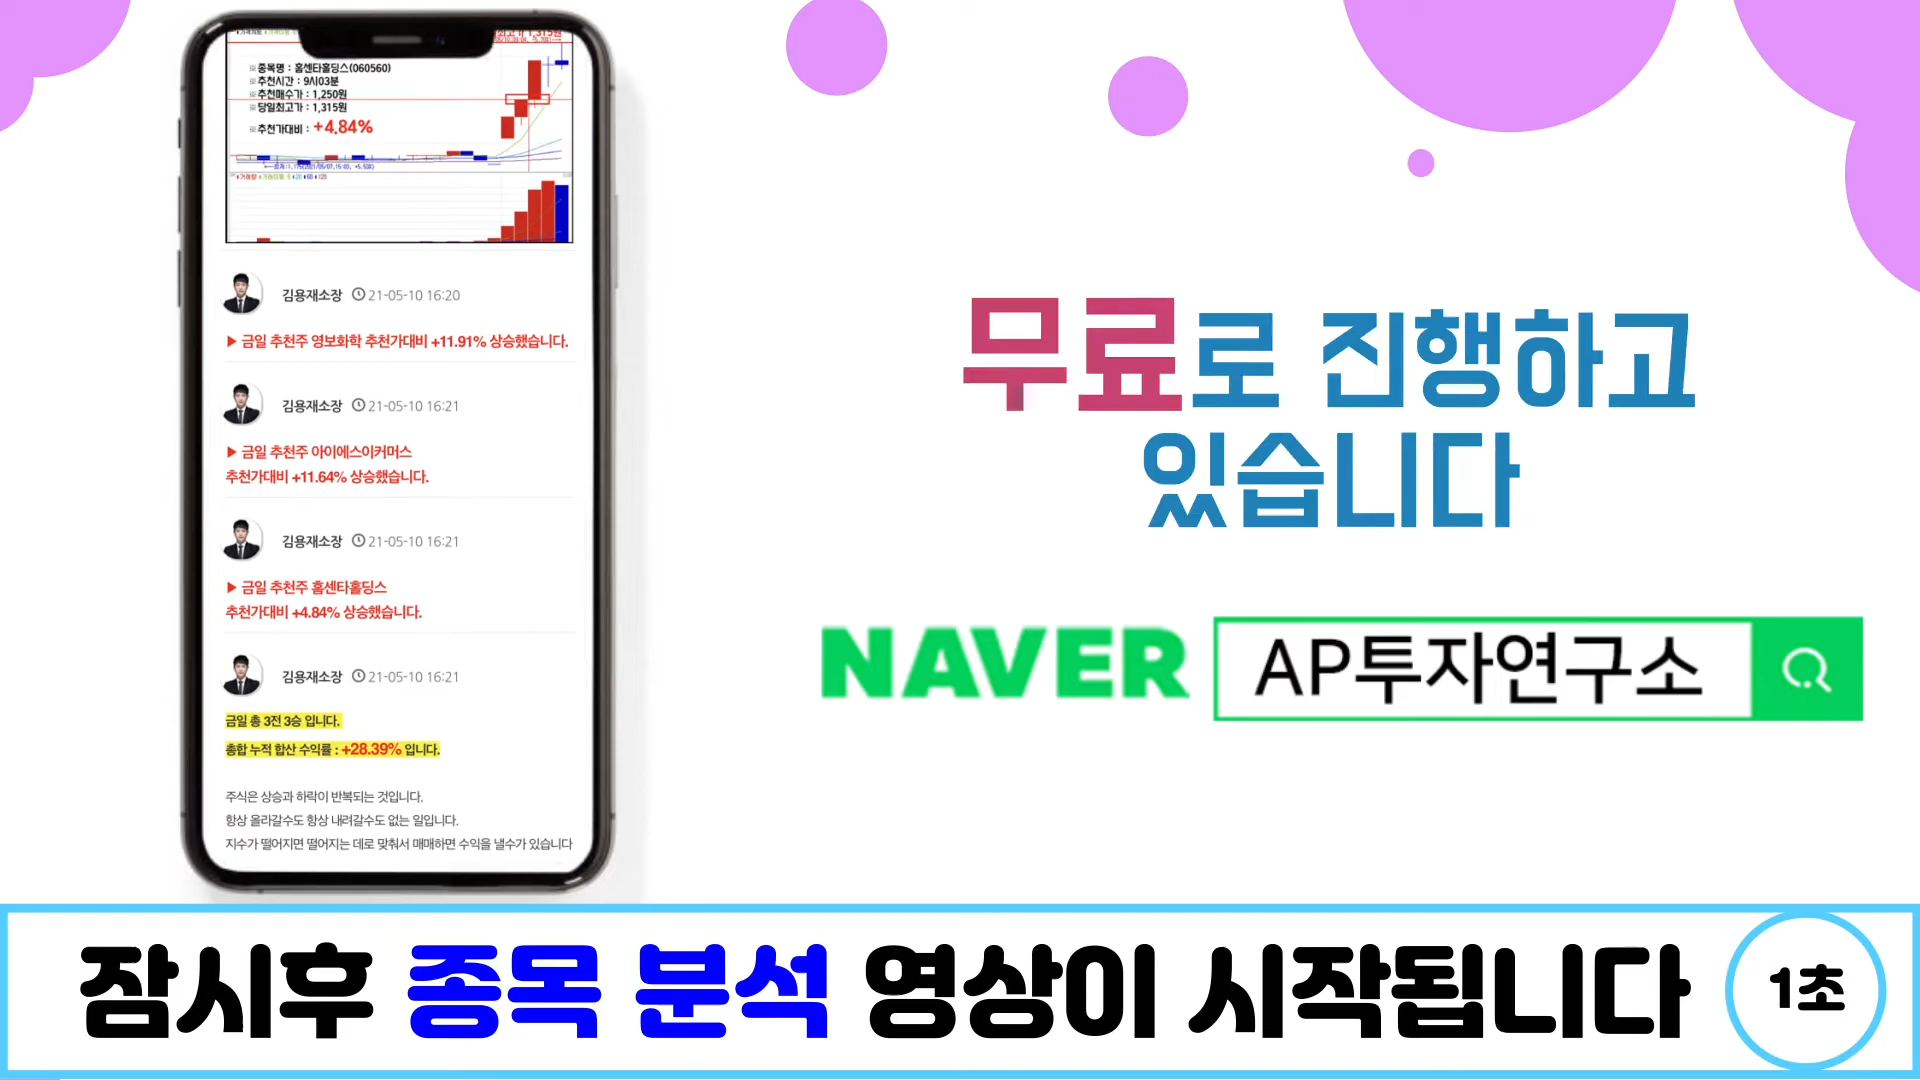 ※종목명 : 홈센타홀딩스(060560)
※추천시간 : 9시03분
※추천매수가 : 1,250원
※당일최고가 : 1,315원
※추천가대비 : +4.84%
김용재소장 21-05-10 16:20
▶ 금일 추천주 영보화학 추천가대비 +11.91% 상승했습니다.
김용재소장 21-05-10 16:21
▶ 금일 추천주 아이에스이커머스
추천가대비 +11.64% 상승했습니다.
김용재소장 21-05-10 16:21
▶ 금일 추천주 홈센타홀딩스
추천가대비 +4.84% 상승했습니다.
김용재소장 21-05-10 16:21
금일 총 3전 3승 입니다.
총합 누적 합산 수익률 : +28.39% 입니다.
주식은 상승과 하락이 반복되는 것입니다.
항상 올라갈수도 항상 내려갈수도 없는 일입니다.
지수가 떨어지면 떨어지는 데로 맞춰서 매매하면 수익을 낼수가 있습니다
무료로 진행하고
있습니다
NAVER AP투자연구소
잠시후 종목 분석 영상이 시작됩니다
1초